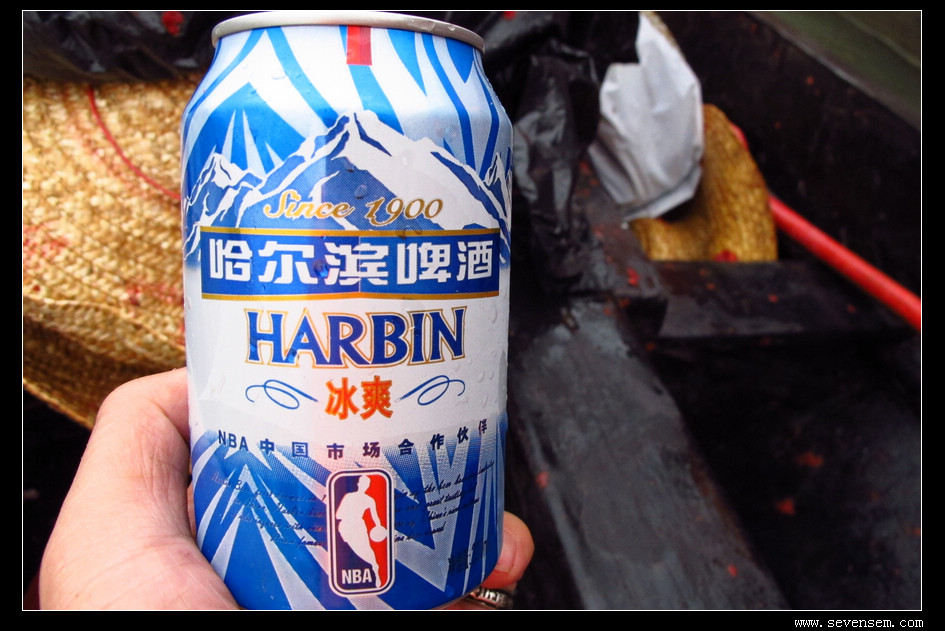 Since 1900
哈尔滨啤酒
HARBIN
冰爽
NBA 中国市场合作伙伴
NBA
www.sevensem.com